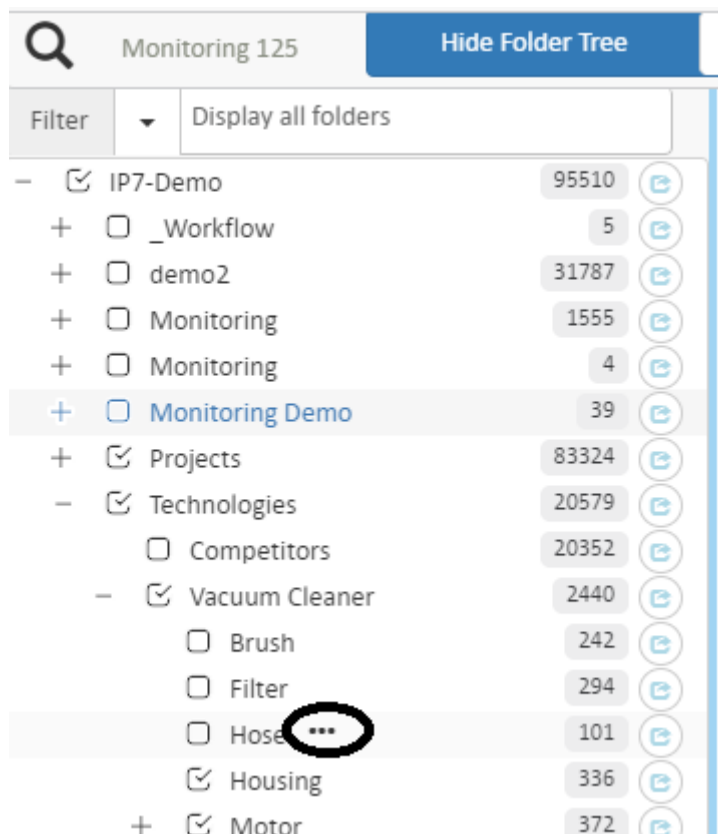 Monitoring 125 Hide Folder Tree
Filter Display all folders
IP7-Demo 95510
_Workflow 5
demo2 31787
Monitoring 1555
Monitoring 4
Monitoring Demo 39
Projects 83324
Technologies 20579
Competitors 20352
Vacuum Cleaner 2440
Brush 242
Filter 294
Hose ••• 101
Housing 336
Motor 372